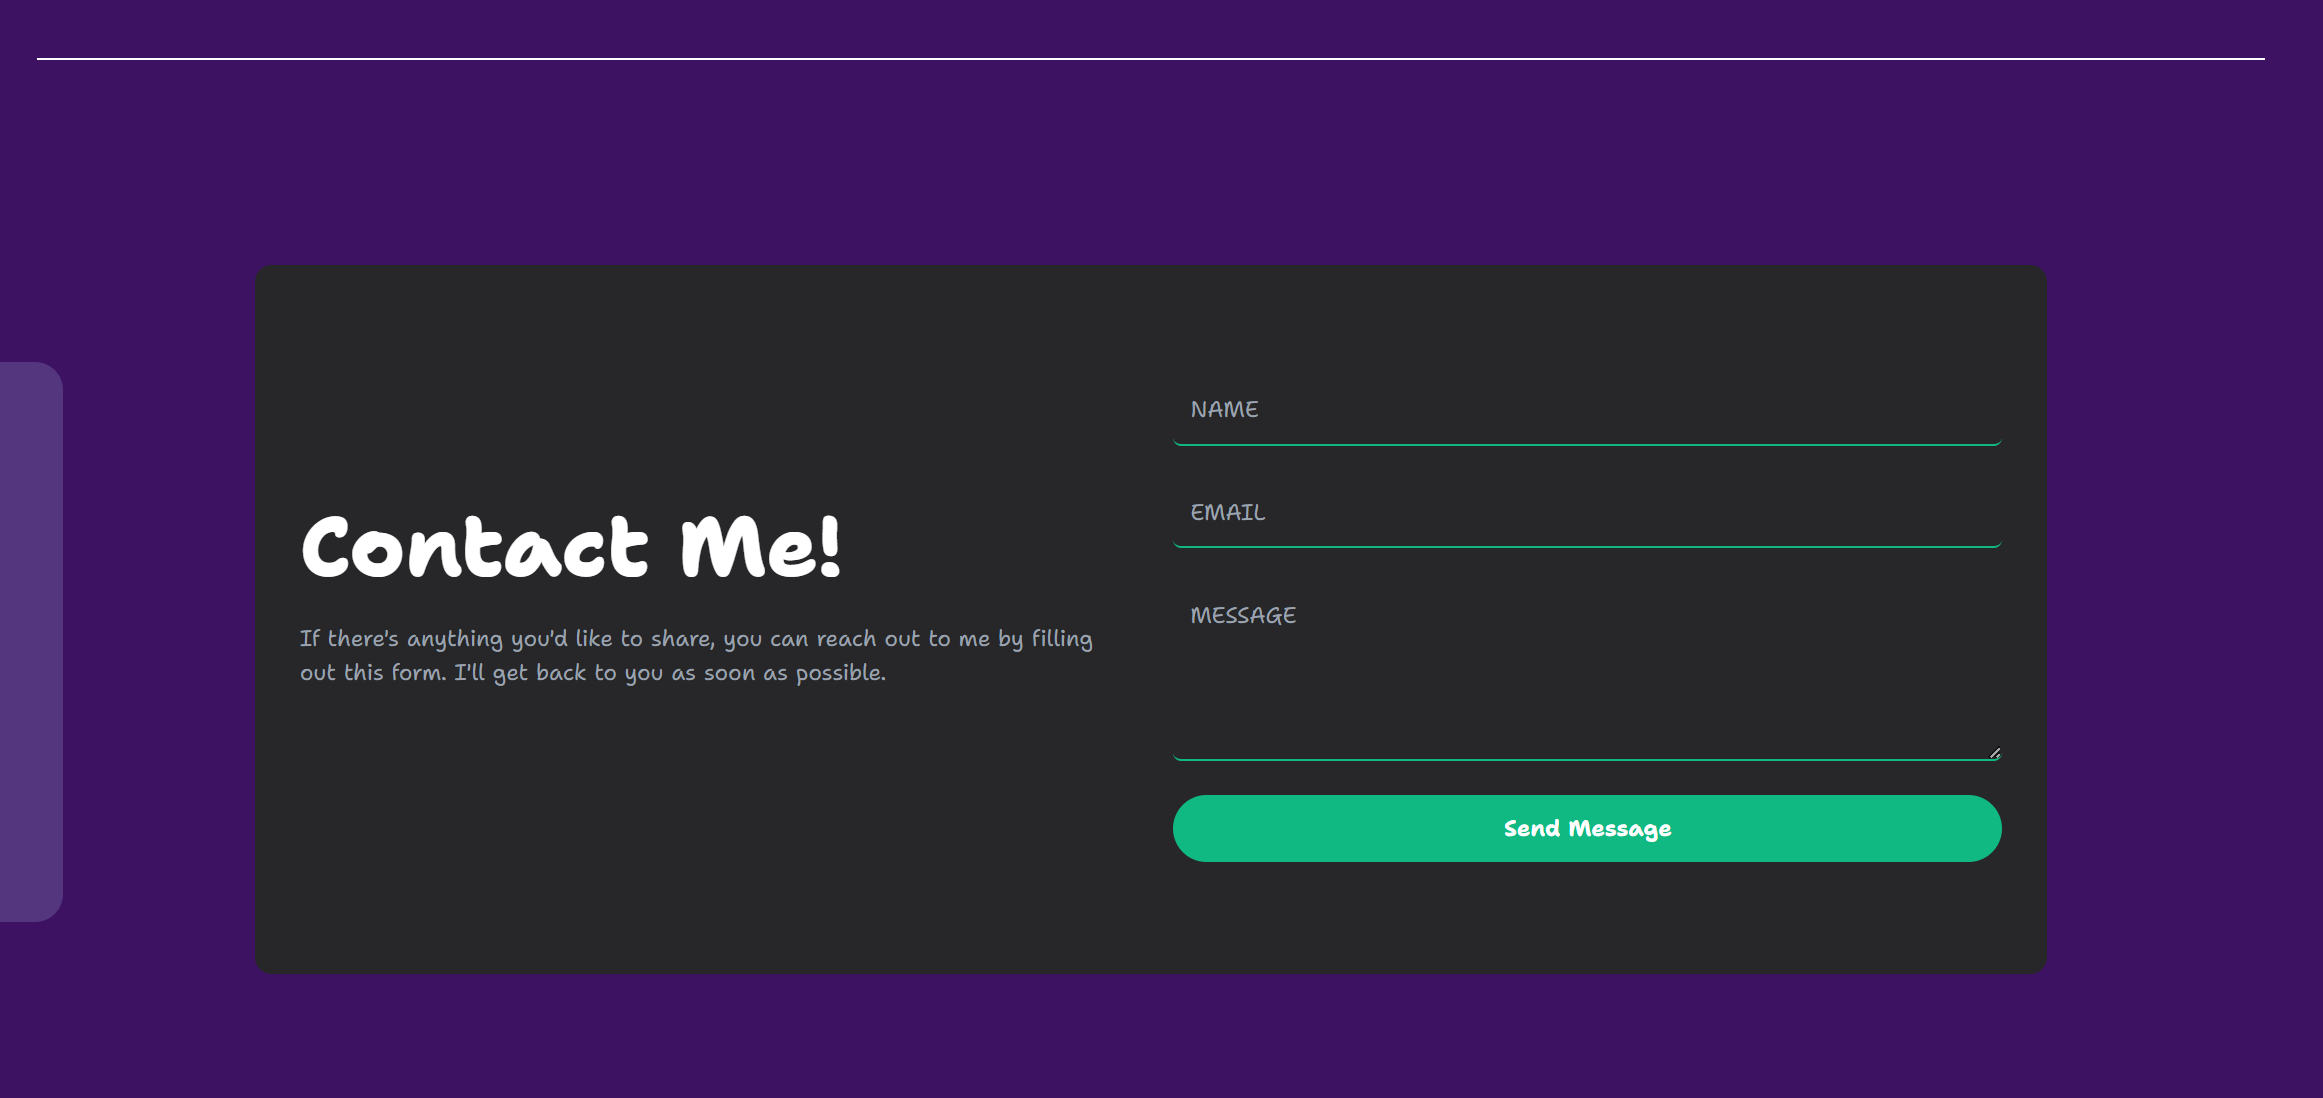 Contact Me!
If there's anything you'd like to share, you can reach out to me by filling
out this form. I'll get back to you as soon as possible.
NAME
EMAIL
MESSAGE
Send Message